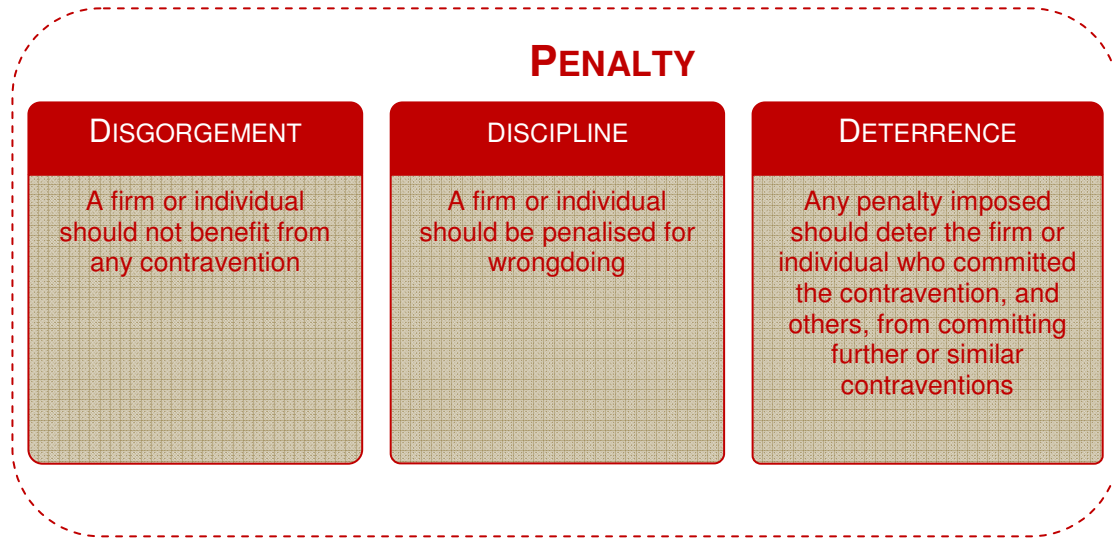 PENALTY
DISGORGEMENT
A firm or individual
should not benefit from
any contravention
DISCIPLINE
A firm or individual
should be penalised for
wrongdoing
DETERRENCE
Any penalty imposed
should deter the firm or
individual who committed
the contravention, and
others, from committing
further or similar
contraventions